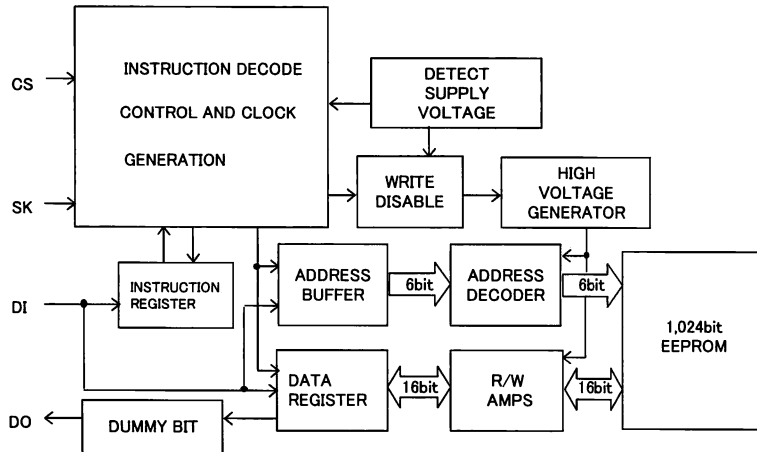 CS
INSTRUCTION DECODE
CONTROL AND CLOCK
GENERATION
DETECT
SUPPLY
VOLTAGE
SK
WRITE
DISABLE
HIGH
VOLTAGE
GENERATOR
DI
INSTRUCTION
REGISTER
ADDRESS
BUFFER
6bit
ADDRESS
DECODER
6bit
1,024bit
EEPROM
DATA
REGISTER
16bit
R/W
AMPS
16bit
DO
DUMMY BIT